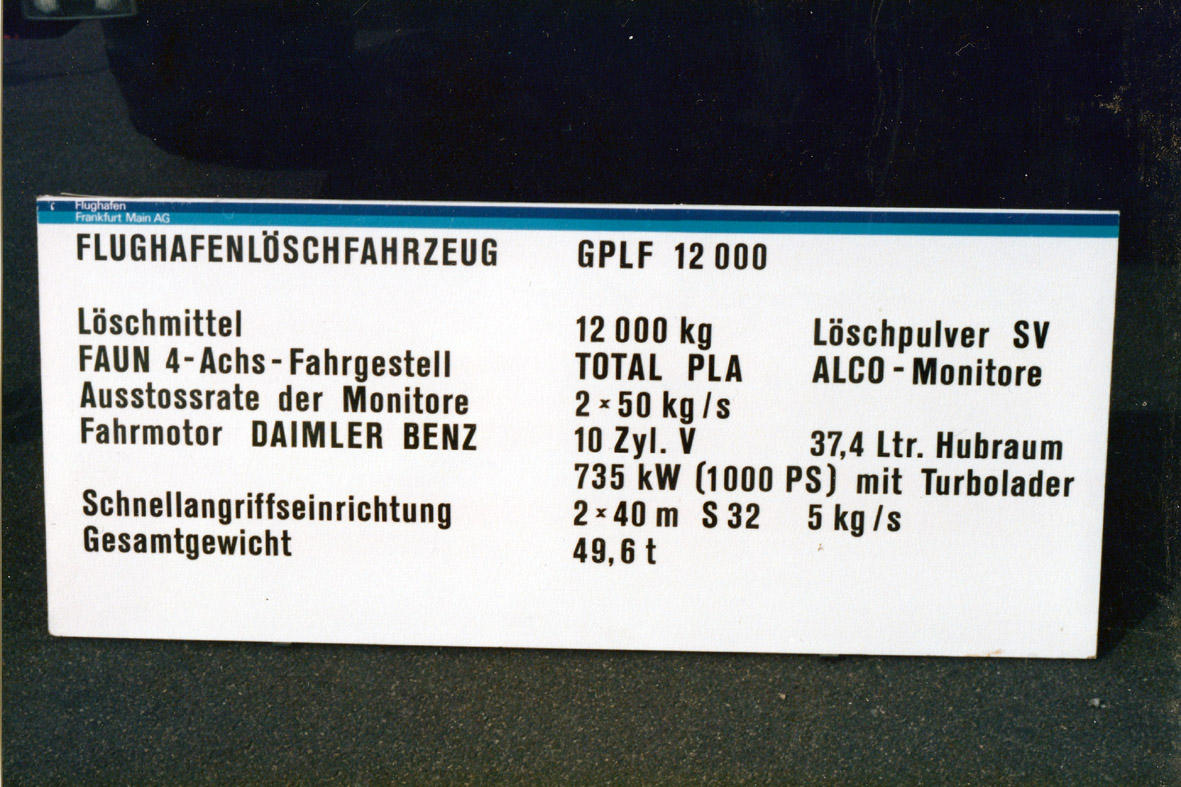 Flughafen
Frankfurt Main AG
FLUGHAFENLÖSCHFAHRZEUG GPLF 12 000
Löschmittel 12 000 kg Löschpulver SV
FAUN 4-Achs-Fahrgestell TOTAL PLA ALCO-Monitore
Ausstossrate der Monitore 2 × 50 kg/s
Fahrmotor DAIMLER BENZ 10 Zyl. V 37,4 Ltr. Hubraum
735 kW (1000 PS) mit Turbolader
Schnellangriffseinrichtung 2 × 40 m S 32 5 kg/s
Gesamtgewicht 49,6 t